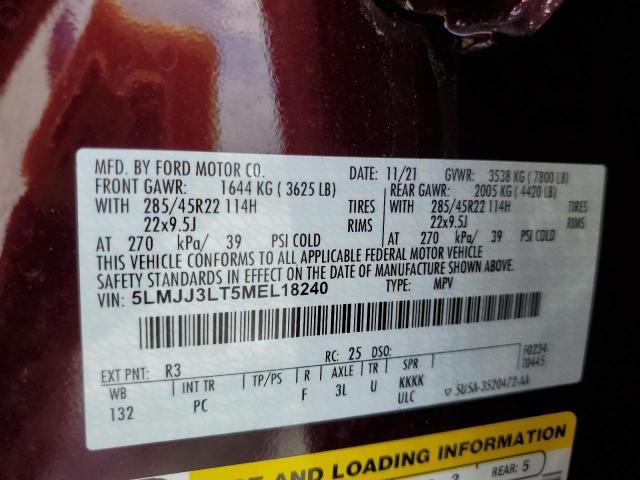 MFD. BY FORD MOTOR CO.
DATE: 11/21 GVWR: 3538 KG (7800 LB)
FRONT GAWR: 1644 KG (3625 LB) REAR GAWR: 2005 KG (4420 LB)
WITH 285/45R22 114H TIRES WITH 285/45R22 114H TIRES
22x9.5J RIMS 22x9.5J RIMS
AT 270 kPa/ 39 PSI COLD AT 270 kPa/ 39 PSI COLD
THIS VEHICLE CONFORMS TO ALL APPLICABLE FEDERAL MOTOR VEHICLE
SAFETY STANDARDS IN EFFECT ON THE DATE OF MANUFACTURE SHOWN ABOVE.
VIN: 5LMJJ3LT5MEL18240 TYPE: MPV
EXT PNT: R3 RC: 25 DSO: F0234
T0445
WB INT TR TP/PS R AXLE TR SPR
132 PC F 3L U KKKK
ULC
5USA-3520472-AA
AND LOADING INFORMATION
REAR: 5